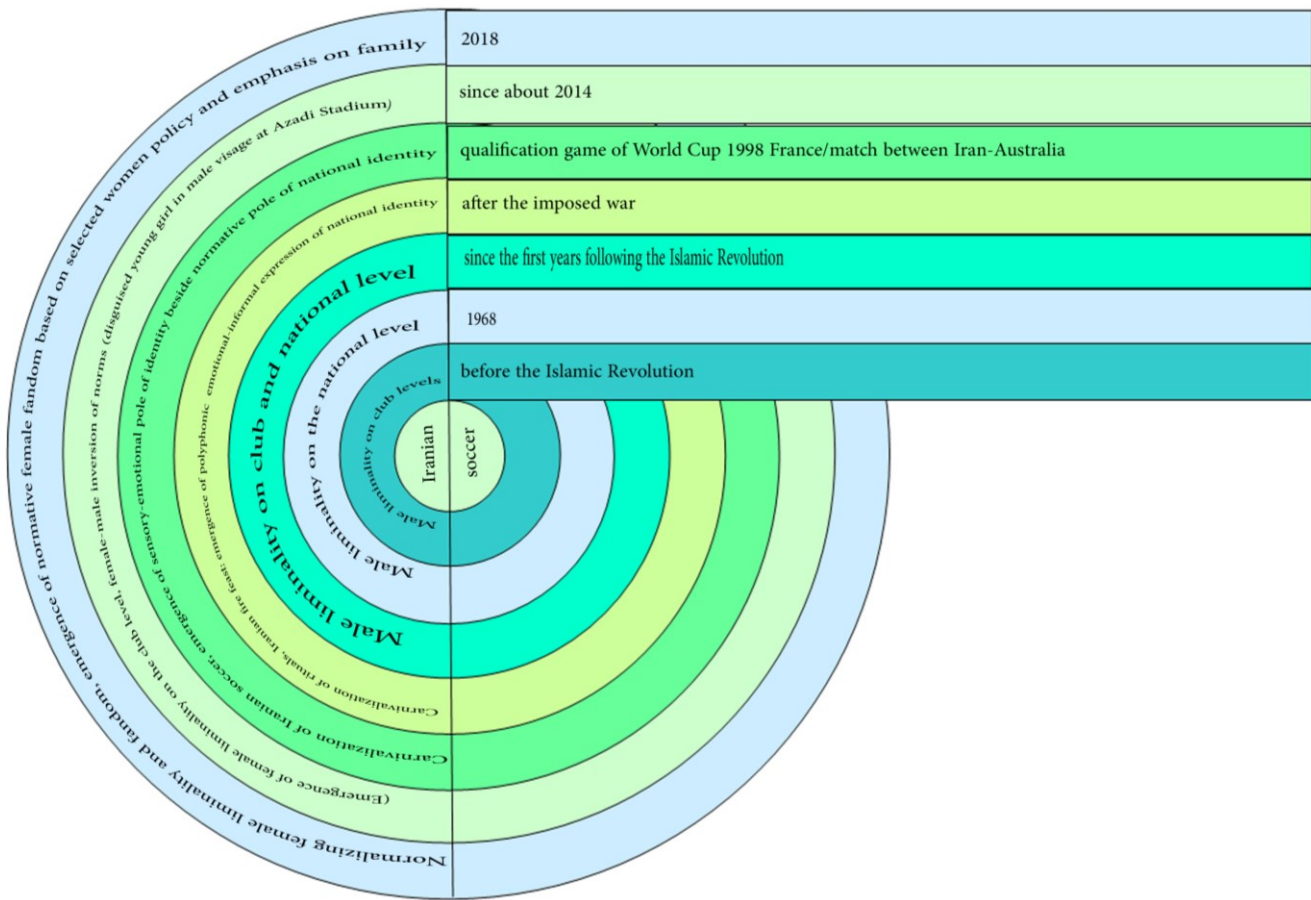 2018
since about 2014
qualification game of World Cup 1998 France/match between Iran-Australia
after the imposed war
since the first years following the Islamic Revolution
1968
before the Islamic Revolution
Normalizing female liminality and fandom, emergence of normative female fandom based on selected women policy and emphasis on family
(Emergence of female liminality on the club level, female-male inversion of norms (disguised young girl in male visage at Azadi Stadium)
Carnivalization of Iranian soccer, emergence of sensory-emotional pole of identity beside normative pole of national identity
Carnivalization of rituals, Iranian fire feast: emergence of polyphonic emotional-informal expression of national identity
Male liminality on club and national level
Male liminality on the national level
Male liminality on club levels
Iranian
soccer